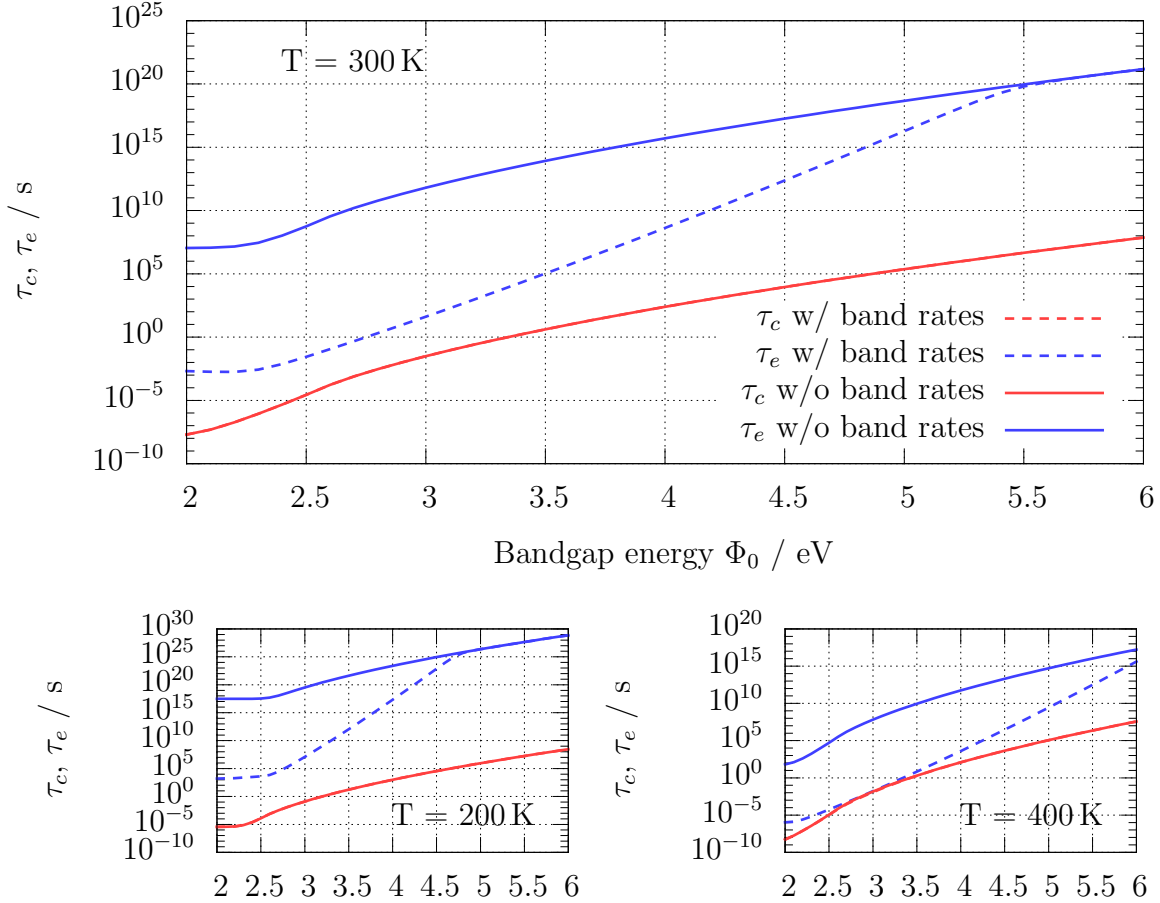 10^25
10^20
10^15
10^10
10^5
10^0
10^−5
10^−10
τ_c, τ_e / s
T = 300 K
τ_c w/ band rates
τ_e w/ band rates
τ_c w/o band rates
τ_e w/o band rates
2 2.5 3 3.5 4 4.5 5 5.5 6
Bandgap energy Φ_0 / eV
10^30
10^25
10^20
10^15
10^10
10^5
10^0
10^−5
10^−10
τ_c, τ_e / s
T = 200 K
2 2.5 3 3.5 4 4.5 5 5.5 6
10^20
10^15
10^10
10^5
10^0
10^−5
10^−10
τ_c, τ_e / s
T = 400 K
2 2.5 3 3.5 4 4.5 5 5.5 6